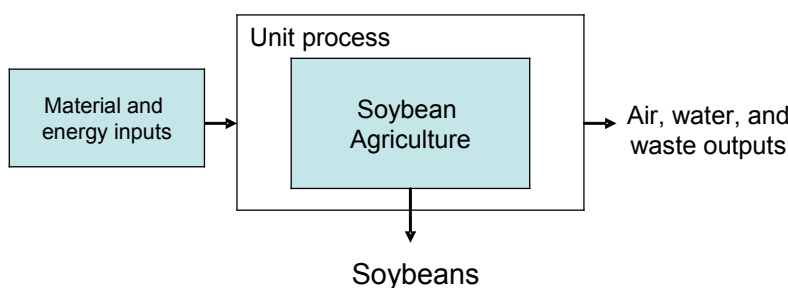 Unit process
Material and
energy inputs
Soybean
Agriculture
Air, water, and
waste outputs
Soybeans